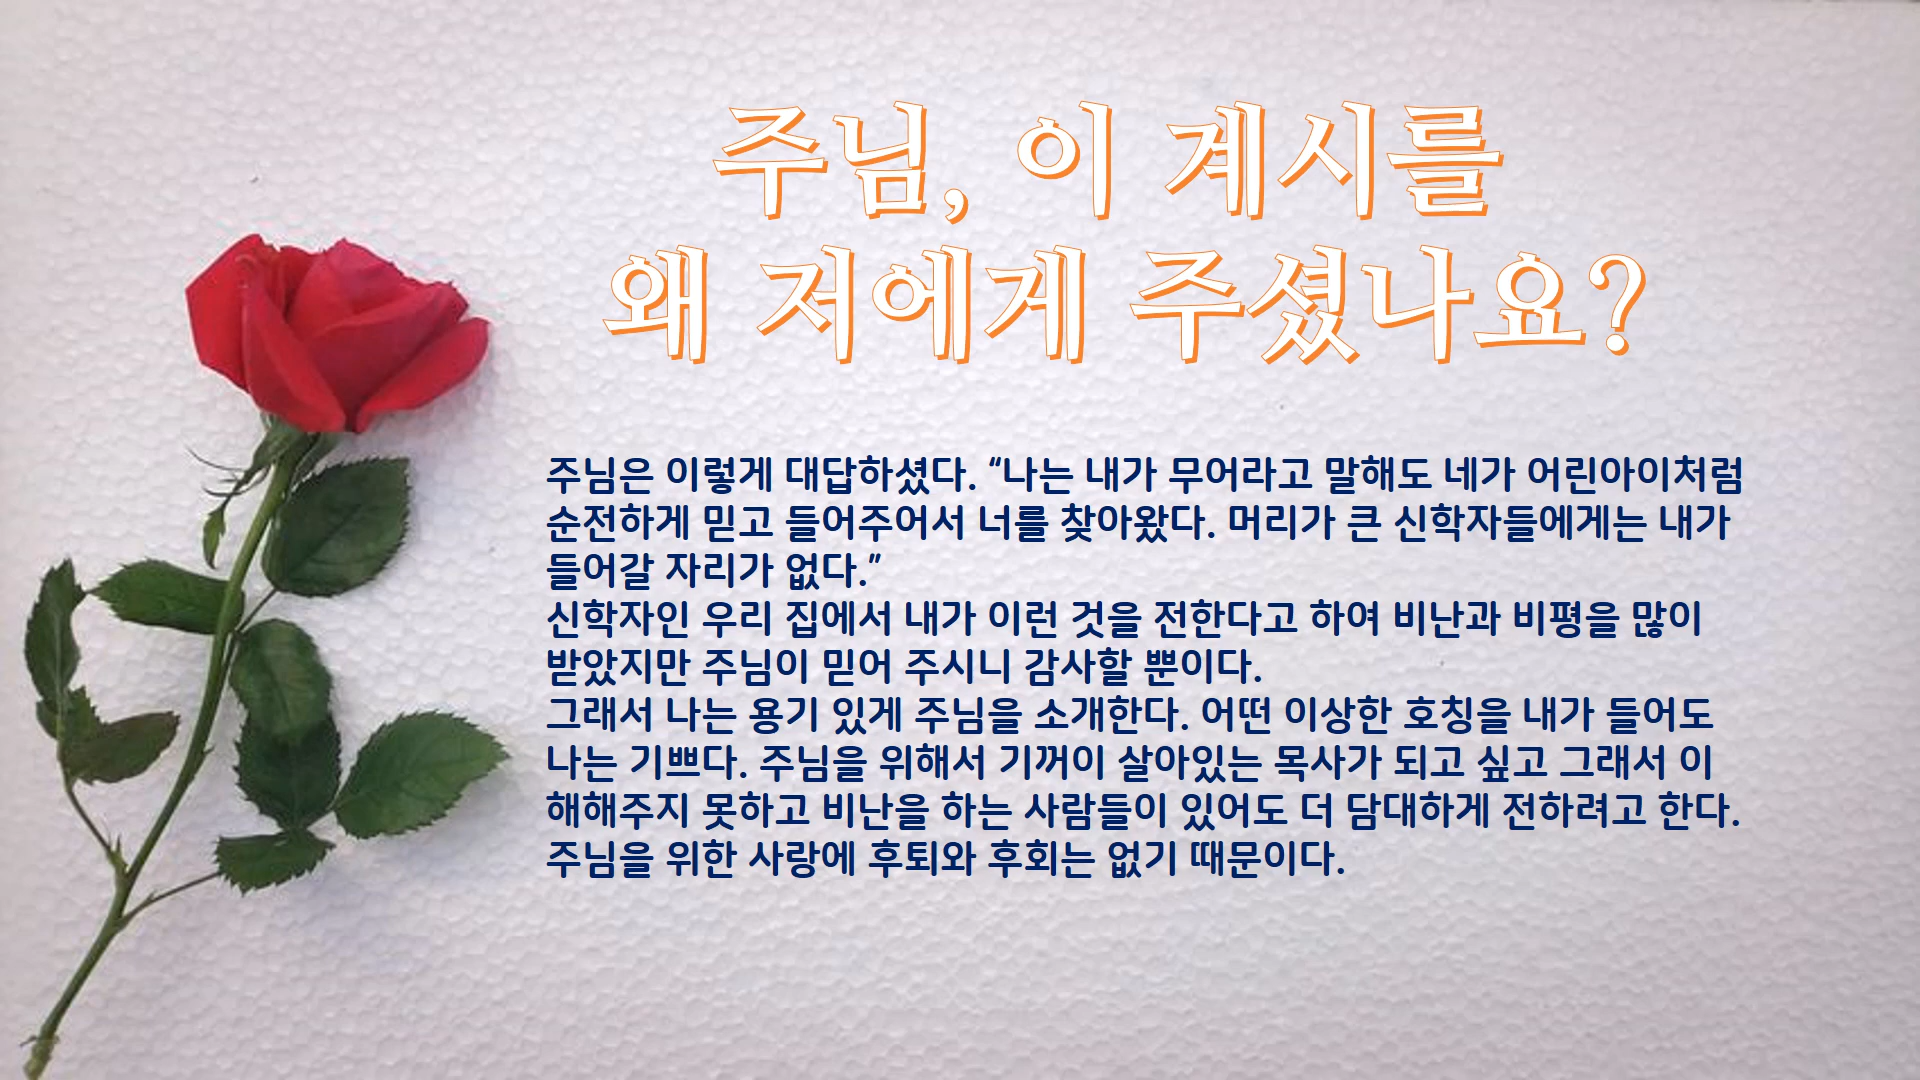 주님, 이 계시를
왜 저에게 주셨나요?
주님은 이렇게 대답하셨다. “나는 내가 무어라고 말해도 네가 어린아이처럼
순전하게 믿고 들어주어서 너를 찾아왔다. 머리가 큰 신학자들에게는 내가
들어갈 자리가 없다.”
신학자인 우리 집에서 내가 이런 것을 전한다고 하여 비난과 비평을 많이
받았지만 주님이 믿어 주시니 감사할 뿐이다.
그래서 나는 용기 있게 주님을 소개한다. 어떤 이상한 호칭을 내가 들어도
나는 기쁘다. 주님을 위해서 기꺼이 살아있는 목사가 되고 싶고 그래서 이
해해주지 못하고 비난을 하는 사람들이 있어도 더 담대하게 전하려고 한다.
주님을 위한 사랑에 후퇴와 후회는 없기 때문이다.